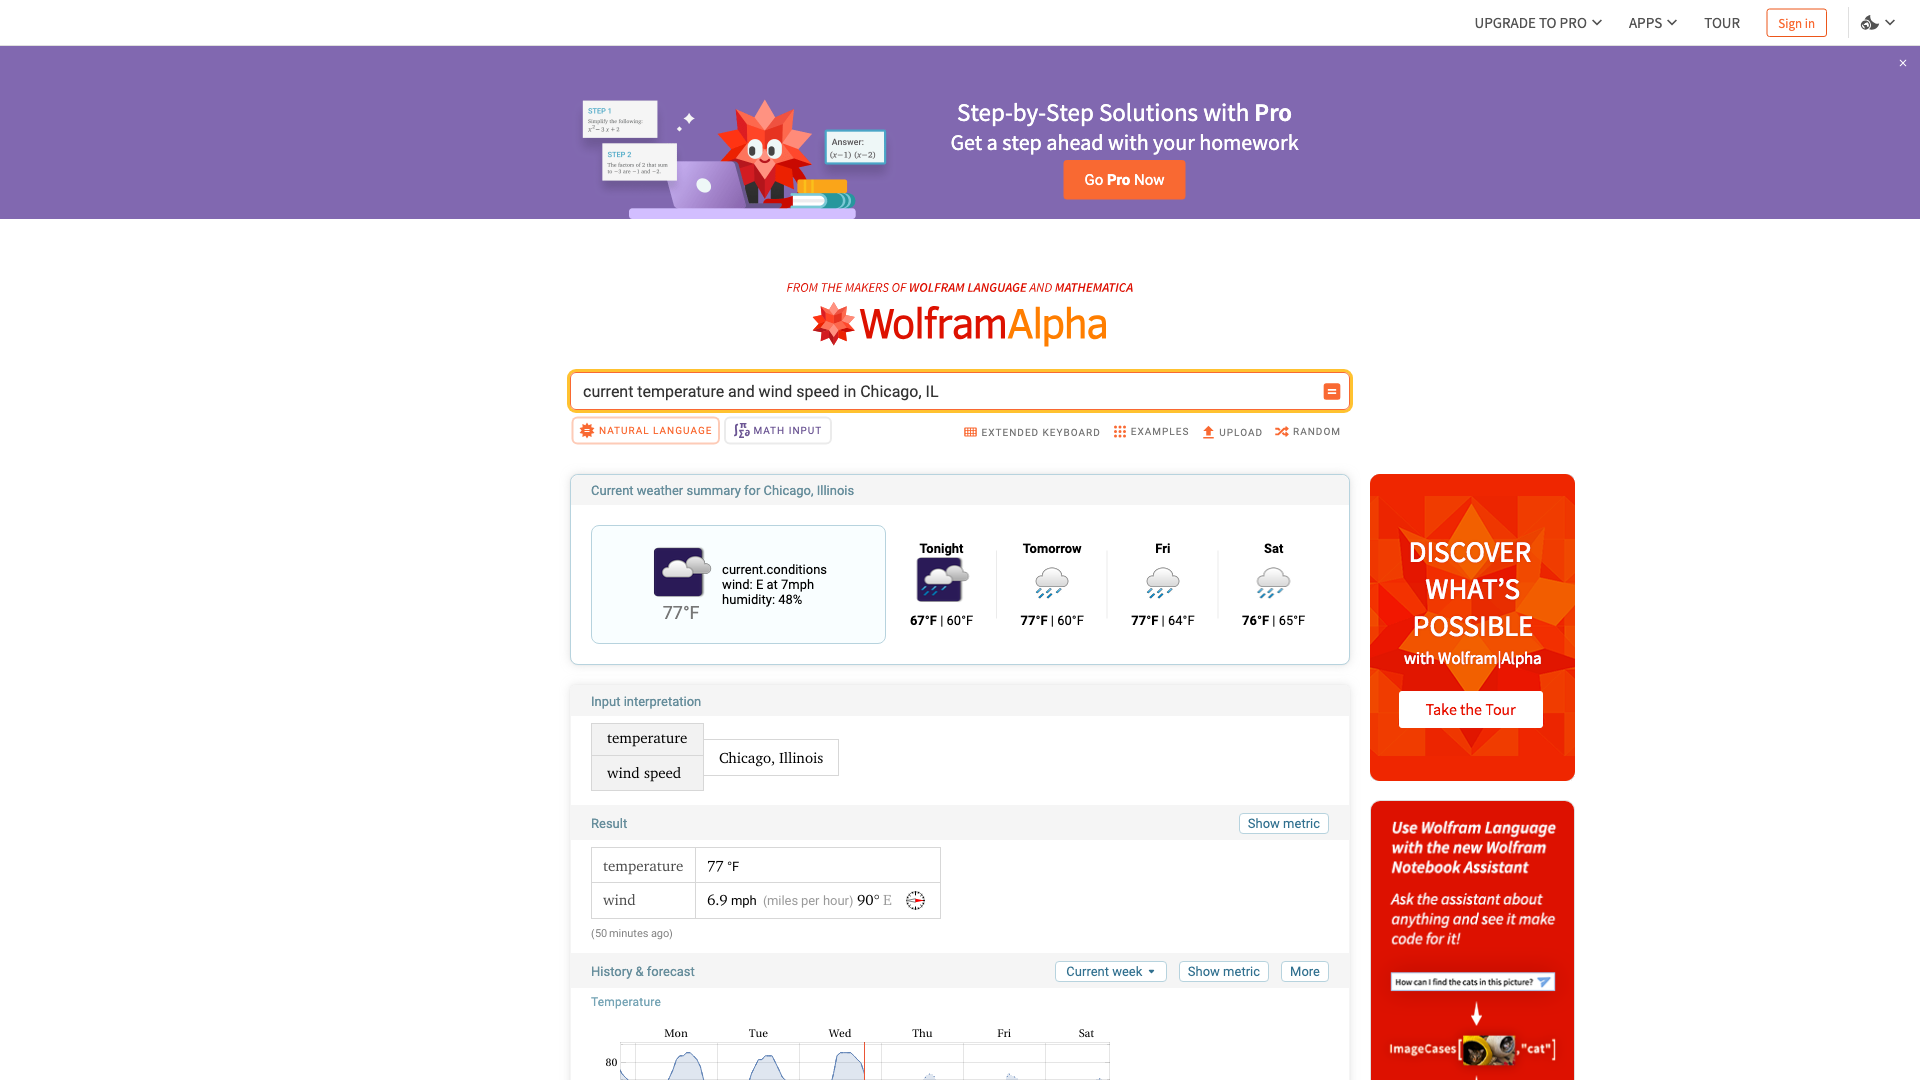 UPGRADE TO PRO
APPS
TOUR
Sign in
×
STEP 1
Simplify the following:
x² − 3 x + 2
STEP 2
The factors of 2 that sum
to −3 are −1 and −2.
Answer:
(x−1) (x−2)
Step-by-Step Solutions with Pro
Get a step ahead with your homework
Go Pro Now
FROM THE MAKERS OF WOLFRAM LANGUAGE AND MATHEMATICA
WolframAlpha
current temperature and wind speed in Chicago, IL
NATURAL LANGUAGE
MATH INPUT
EXTENDED KEYBOARD
EXAMPLES
UPLOAD
RANDOM
Current weather summary for Chicago, Illinois
77°F
current.conditions
wind: E at 7mph
humidity: 48%
Tonight
67°F | 60°F
Tomorrow
77°F | 60°F
Fri
77°F | 64°F
Sat
76°F | 65°F
Input interpretation
temperature
wind speed
Chicago, Illinois
Result
Show metric
temperature 77 °F
wind 6.9 mph (miles per hour) 90° E
(50 minutes ago)
History & forecast
Current week
Show metric
More
Temperature
Mon Tue Wed Thu Fri Sat
80
DISCOVER
WHAT'S
POSSIBLE
with Wolfram|Alpha
Take the Tour
Use Wolfram Language
with the new Wolfram
Notebook Assistant
Ask the assistant about
anything and see it make
code for it!
How can I find the cats in this picture?
ImageCases[ ,"cat"]